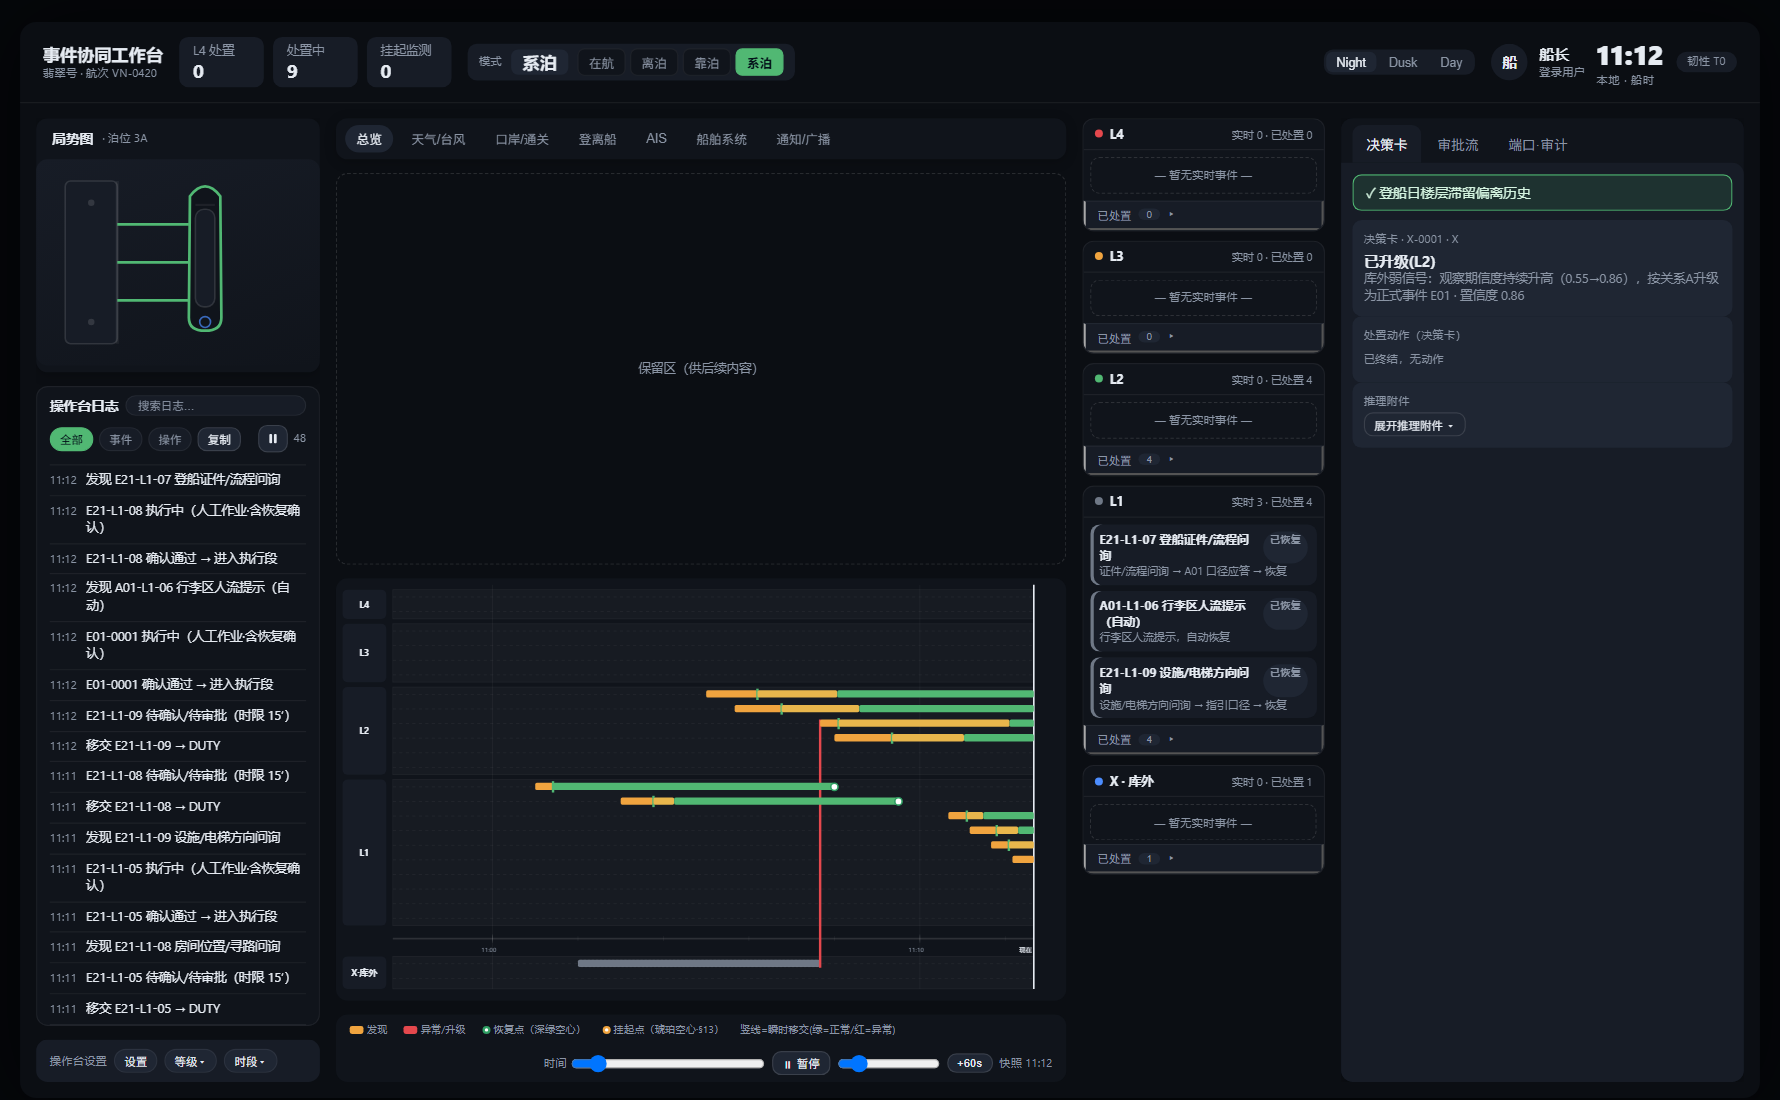 事件协同工作台
翡翠号 · 航次 VN-0420
L4 处置
0
处置中
9
挂起监测
0
模式
系泊
在航
离泊
靠泊
系泊
Night
Dusk
Day
船
船长
登录用户
11:12
本地 · 船时
韧性 T0
局势图 · 泊位 3A
操作台日志
搜索日志...
全部
事件
操作
复制
48
11:12 发现 E21-L1-07 登船证件/流程问询
11:12 E21-L1-08 执行中（人工作业·含恢复确
认）
11:12 E21-L1-08 确认通过 → 进入执行段
11:12 发现 A01-L1-06 行李区人流提示（自
动）
11:12 E01-0001 执行中（人工作业·含恢复确
认）
11:12 E01-0001 确认通过 → 进入执行段
11:12 E21-L1-09 待确认/待审批（时限 15'）
11:12 移交 E21-L1-09 → DUTY
11:11 E21-L1-08 待确认/待审批（时限 15'）
11:11 移交 E21-L1-08 → DUTY
11:11 发现 E21-L1-09 设施/电梯方向问询
11:11 E21-L1-05 执行中（人工作业·含恢复确
认）
11:11 E21-L1-05 确认通过 → 进入执行段
11:11 发现 E21-L1-08 房间位置/寻路问询
11:11 E21-L1-05 待确认/待审批（时限 15'）
11:11 移交 E21-L1-05 → DUTY
操作台设置
设置
等级
时段
总览
天气/台风
口岸/通关
登离船
AIS
船舶系统
通知/广播
保留区（供后续内容）
L4
L3
L2
L1
11:00
11:10
现在
X·库外
发现
异常/升级
恢复点（深绿空心）
挂起点（琥珀空心·§13）
竖线=瞬时移交(绿=正常/红=异常)
时间
暂停
+60s
快照 11:12
L4
实时 0 · 已处置 0
— 暂无实时事件 —
已处置 0
L3
实时 0 · 已处置 0
— 暂无实时事件 —
已处置 0
L2
实时 0 · 已处置 4
— 暂无实时事件 —
已处置 4
L1
实时 3 · 已处置 4
E21-L1-07 登船证件/流程问
询
已恢复
证件/流程问询 → A01 口径应答 → 恢复
A01-L1-06 行李区人流提示
（自动）
已恢复
行李区人流提示，自动恢复
E21-L1-09 设施/电梯方向问
询
已恢复
设施/电梯方向问询 → 指引口径 → 恢复
已处置 4
X · 库外
实时 0 · 已处置 1
— 暂无实时事件 —
已处置 1
决策卡
审批流
端口·审计
✓ 登船日楼层滞留偏离历史
决策卡 · X-0001 · X
已升级(L2)
库外弱信号：观察期信度持续升高（0.55→0.86），按关系A升级
为正式事件 E01 · 置信度 0.86
处置动作（决策卡）
已终结，无动作
推理附件
展开推理附件